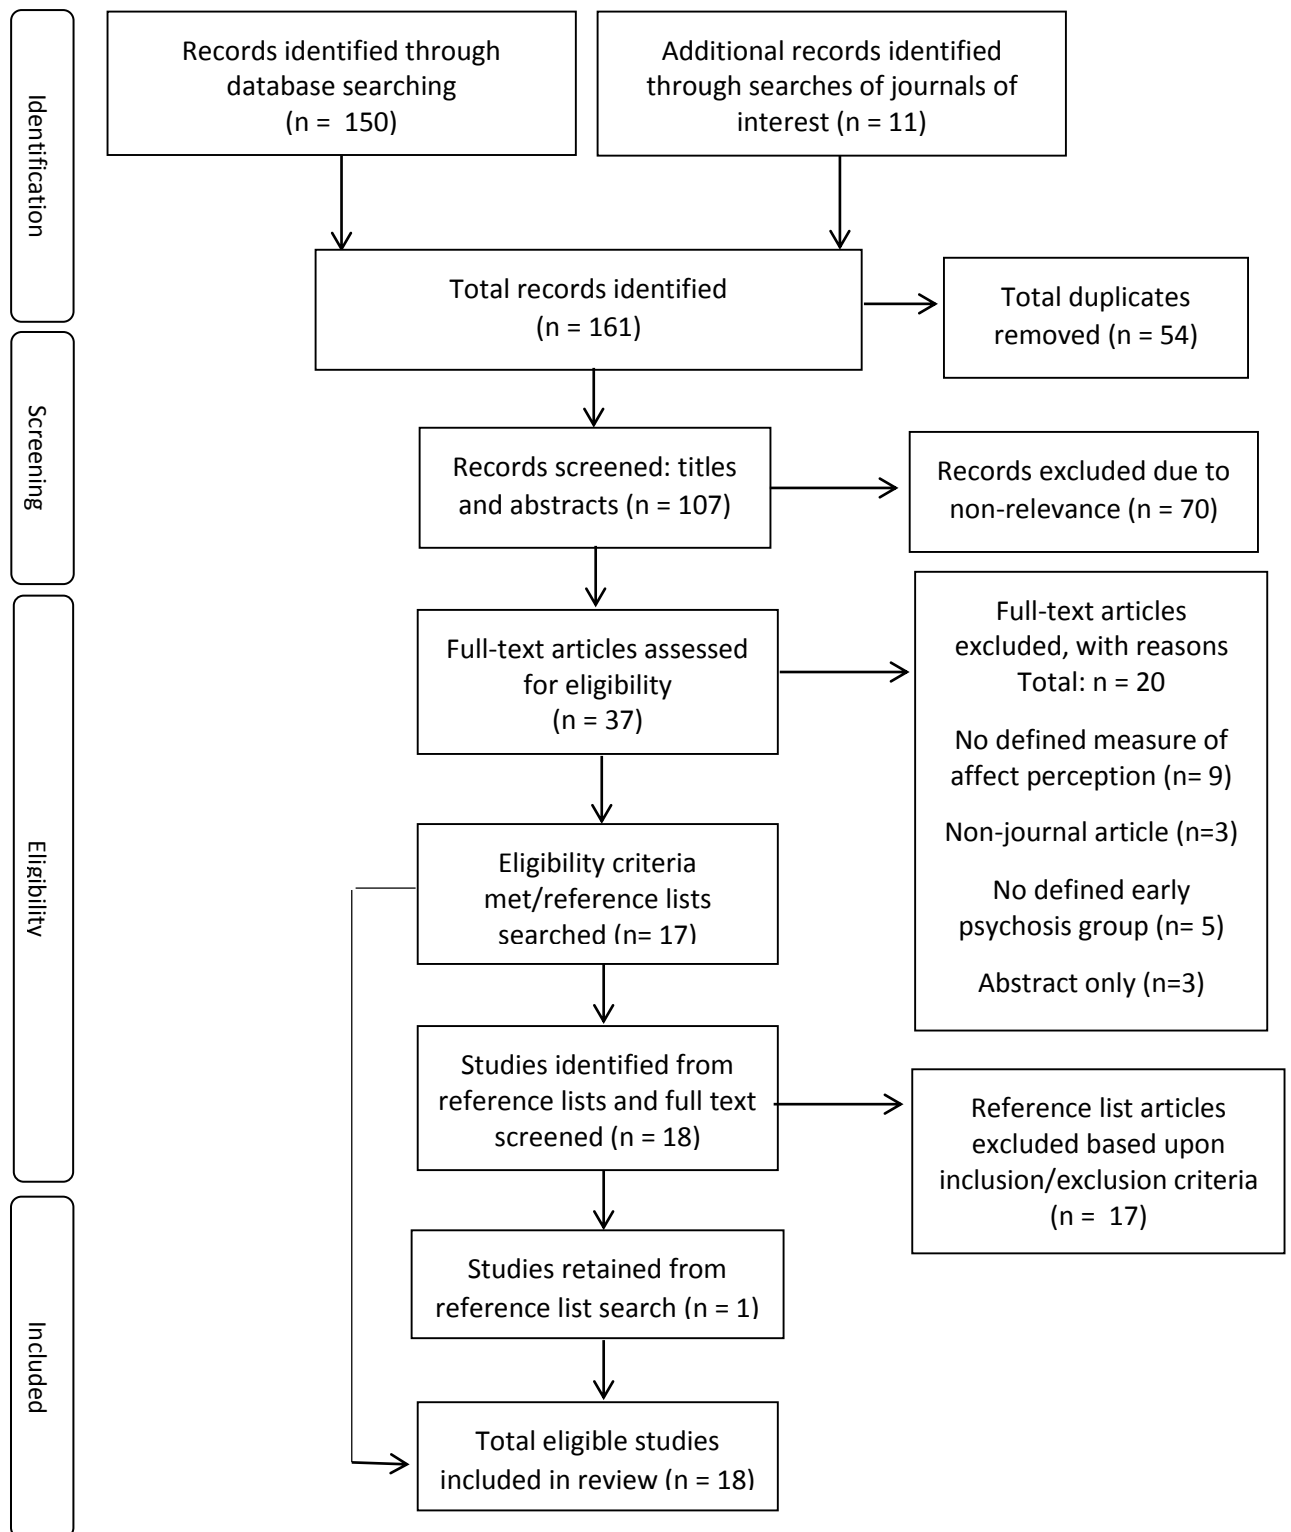 Identification
Records identified through
database searching
(n = 150)
Additional records identified
through searches of journals of
interest (n = 11)
Total records identified
(n = 161)
Total duplicates
removed (n = 54)
Screening
Records screened: titles
and abstracts (n = 107)
Records excluded due to
non-relevance (n = 70)
Eligibility
Full-text articles assessed
for eligibility
(n = 37)
Full-text articles
excluded, with reasons
Total: n = 20
No defined measure of
affect perception (n= 9)
Non-journal article (n=3)
No defined early
psychosis group (n= 5)
Abstract only (n=3)
Eligibility criteria
met/reference lists
searched (n= 17)
Studies identified from
reference lists and full text
screened (n = 18)
Reference list articles
excluded based upon
inclusion/exclusion criteria
(n = 17)
Included
Studies retained from
reference list search (n = 1)
Total eligible studies
included in review (n = 18)